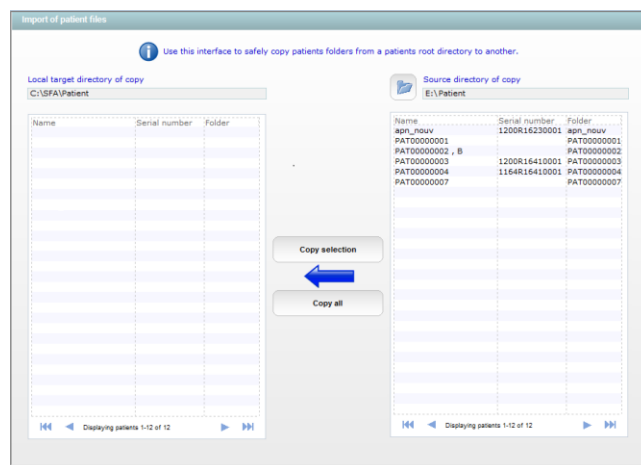 Import of patient files
Use this interface to safely copy patients folders from a patients root directory to another.
Local target directory of copy
C:\SFA\Patient
Name Serial number Folder
Displaying patients 1-12 of 12
Copy selection
Copy all
Source directory of copy
E:\Patient
Name Serial number Folder
apn_nouv 1200R16230001 apn_nouv
PAT00000001 PAT00000001
PAT00000002 , B PAT00000002
PAT00000003 1200R16410001 PAT00000003
PAT00000004 1164R16410001 PAT00000004
PAT00000007 PAT00000007
Displaying patients 1-12 of 12